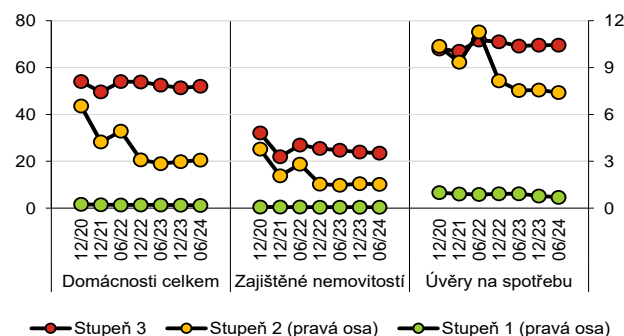 80 12
60 9
40 6
20 3
0 0
12/20 12/21 06/22 12/22 06/23 12/23 06/24 12/20 12/21 06/22 12/22 06/23 12/23 06/24 12/20 12/21 06/22 12/22 06/23 12/23 06/24
Domácnosti celkem Zajištěné nemovitostí Úvěry na spotřebu
Stupeň 3 Stupeň 2 (pravá osa) Stupeň 1 (pravá osa)